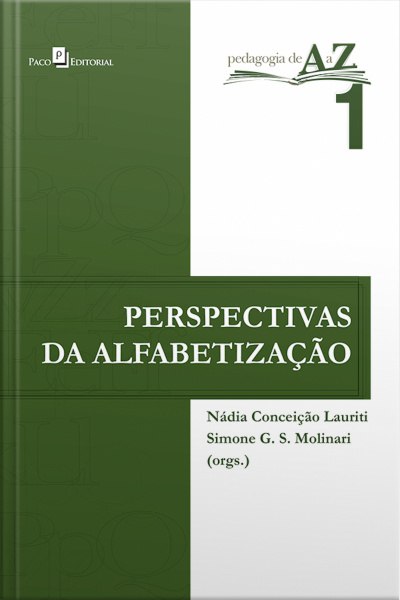 PACO P EDITORIAL
pedagogia de A a Z
1
PERSPECTIVAS
DA ALFABETIZAÇÃO
Nádia Conceição Lauriti
Simone G. S. Molinari
(orgs.)